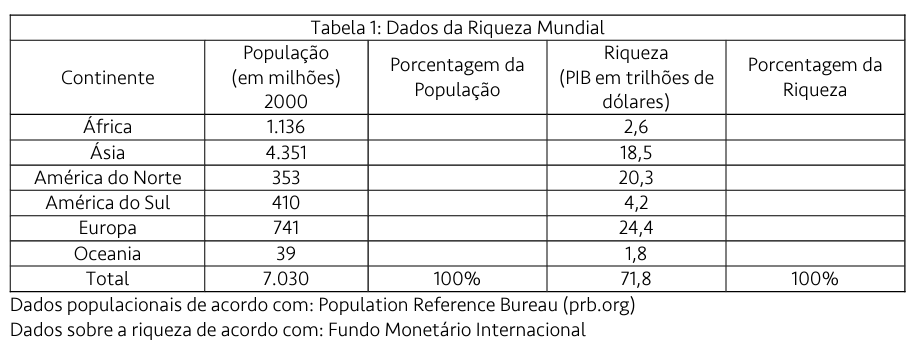 Tabela 1: Dados da Riqueza Mundial
Continente | População (em milhões) 2000 | Porcentagem da População | Riqueza (PIB em trilhões de dólares) | Porcentagem da Riqueza
África | 1.136 | | 2,6 |
Ásia | 4.351 | | 18,5 |
América do Norte | 353 | | 20,3 |
América do Sul | 410 | | 4,2 |
Europa | 741 | | 24,4 |
Oceania | 39 | | 1,8 |
Total | 7.030 | 100% | 71,8 | 100%
Dados populacionais de acordo com: Population Reference Bureau (prb.org)
Dados sobre a riqueza de acordo com: Fundo Monetário Internacional